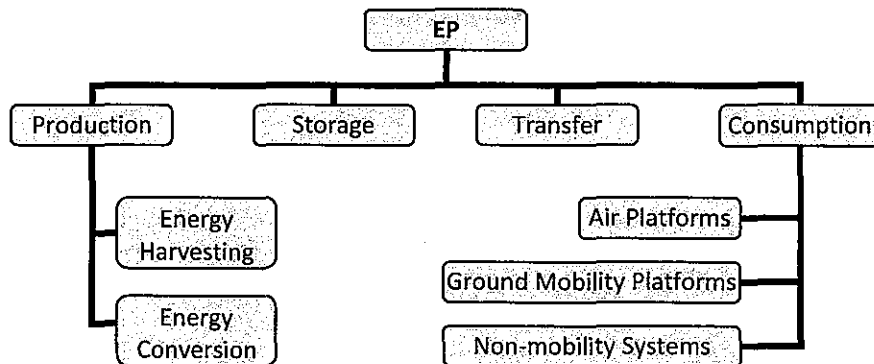 EP
Production
Storage
Transfer
Consumption
Energy
Harvesting
Energy
Conversion
Air Platforms
Ground Mobility Platforms
Non-mobility Systems